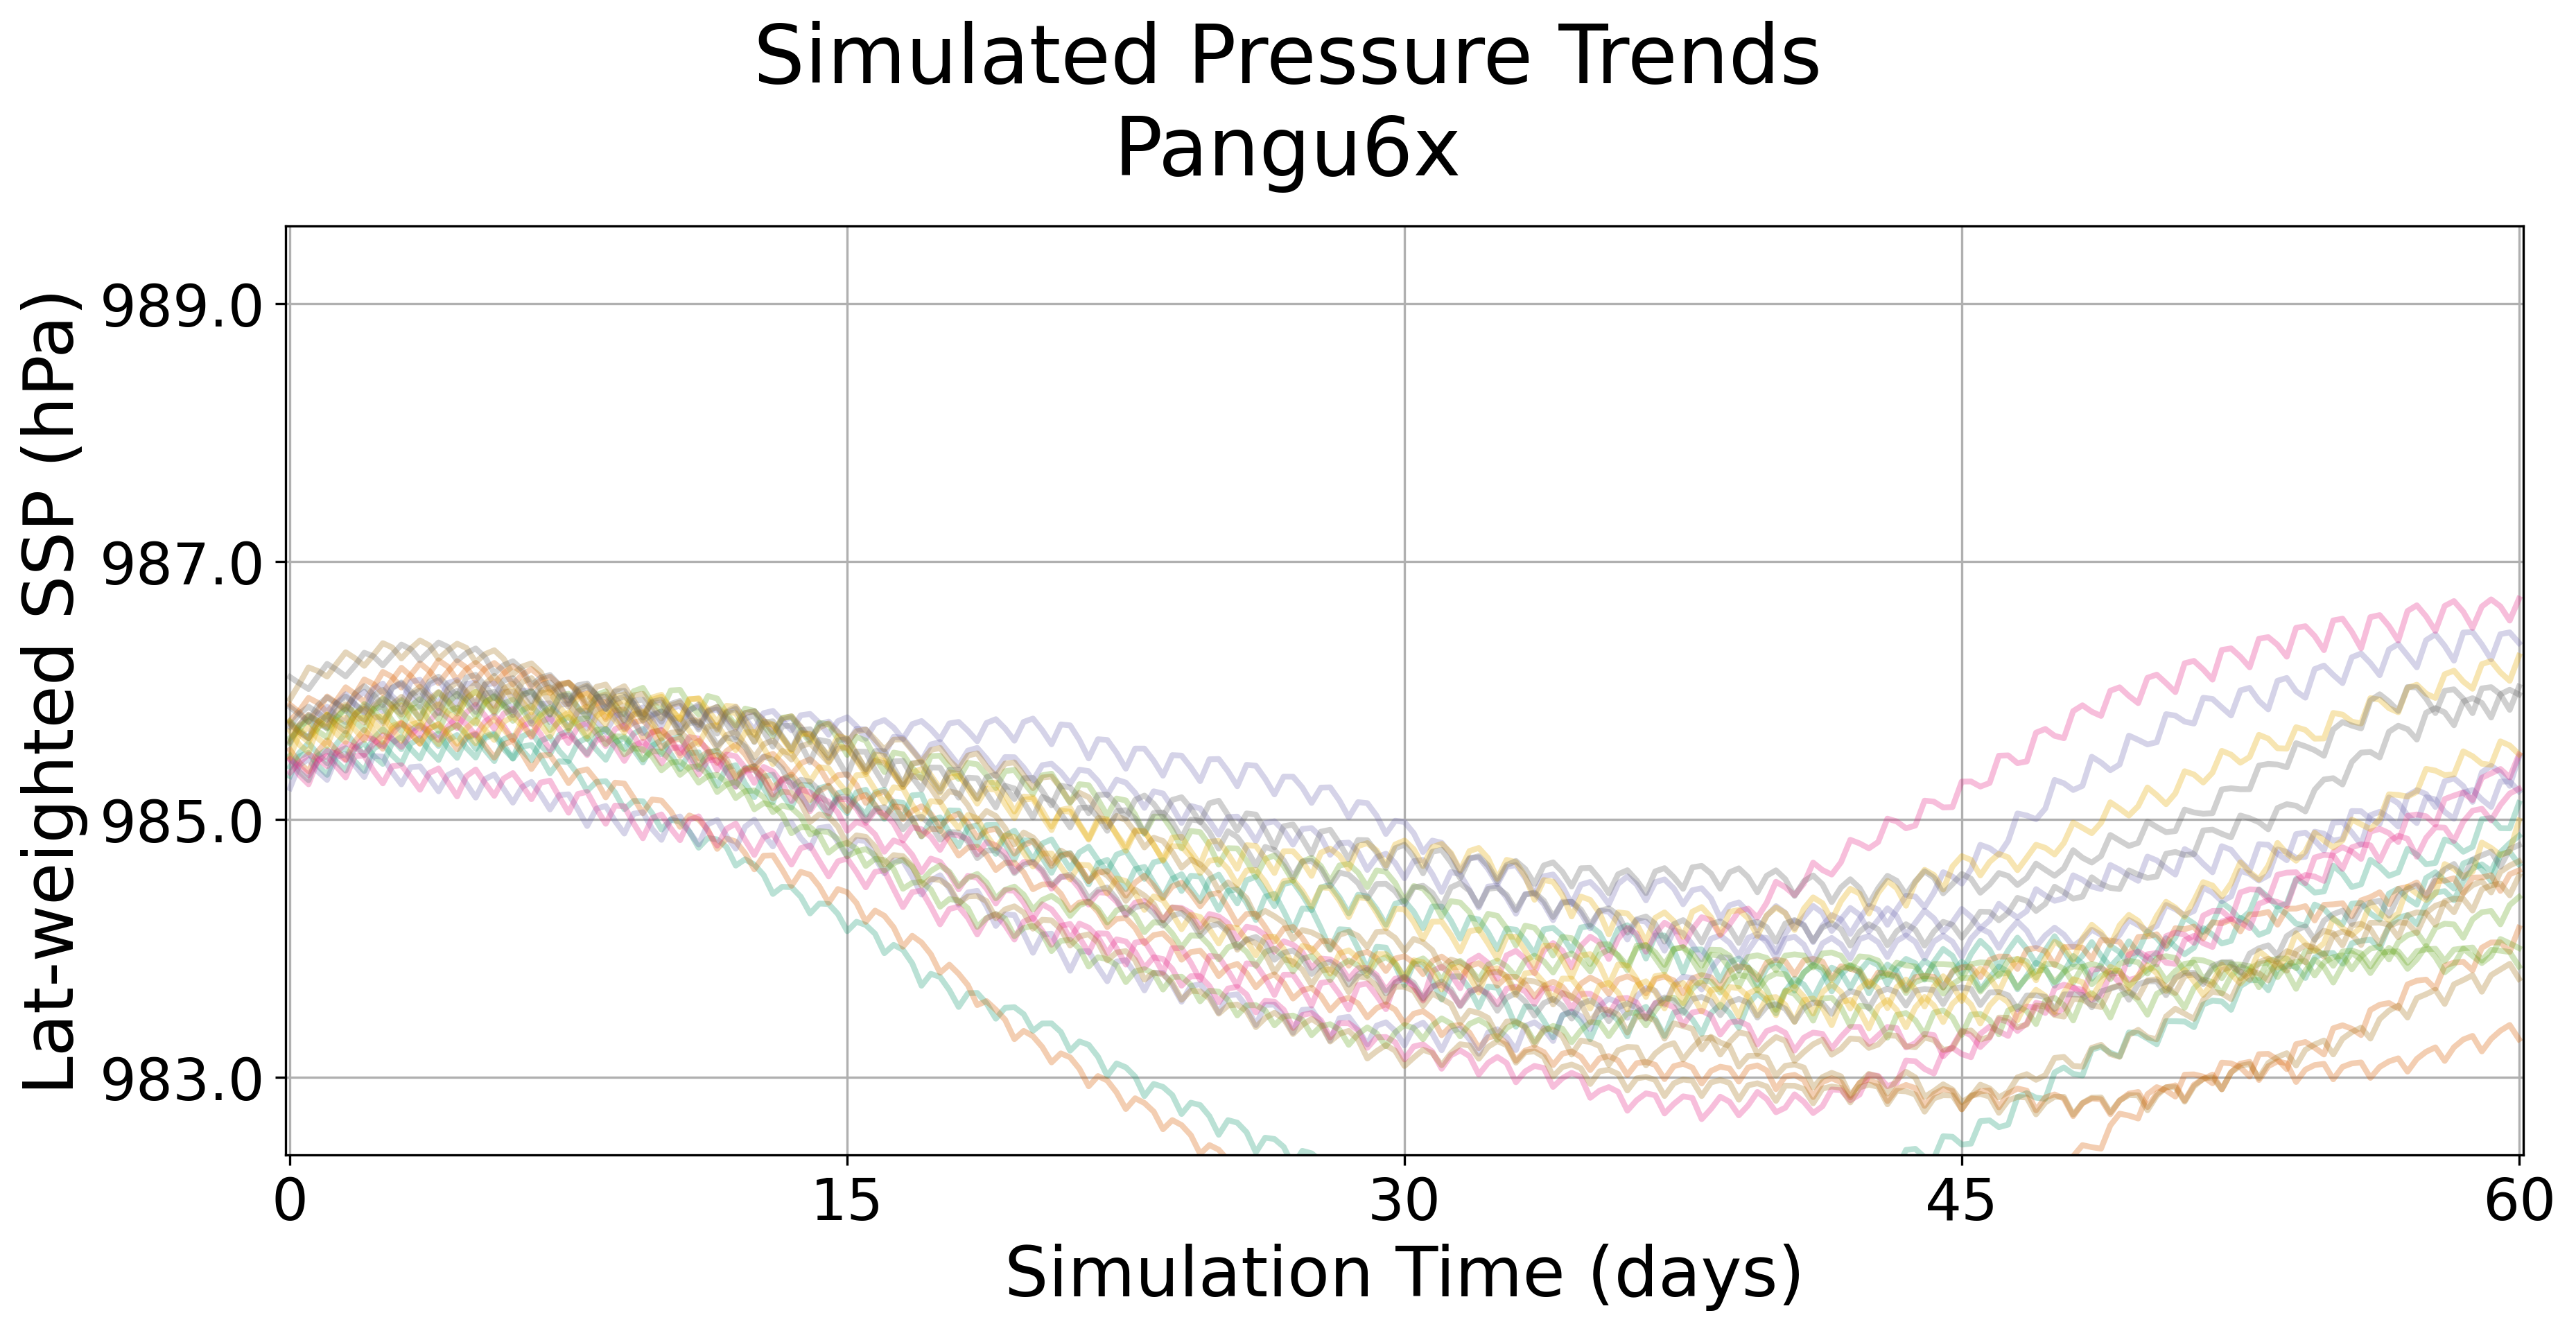 Simulated Pressure Trends
Pangu6x
Lat-weighted SSP (hPa)
989.0
987.0
985.0
983.0
0 15 30 45 60
Simulation Time (days)